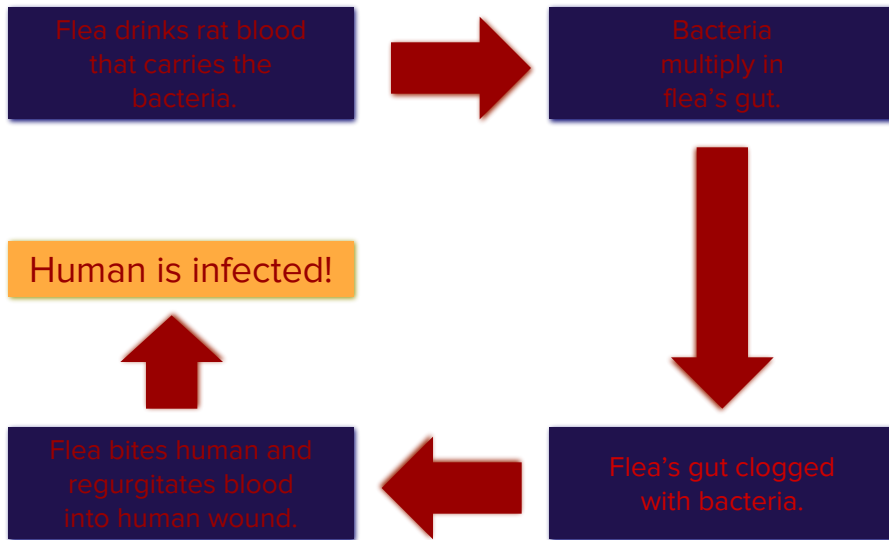 Flea drinks rat blood
that carries the
bacteria.
Bacteria
multiply in
flea’s gut.
Human is infected!
Flea bites human and
regurgitates blood
into human wound.
Flea’s gut clogged
with bacteria.